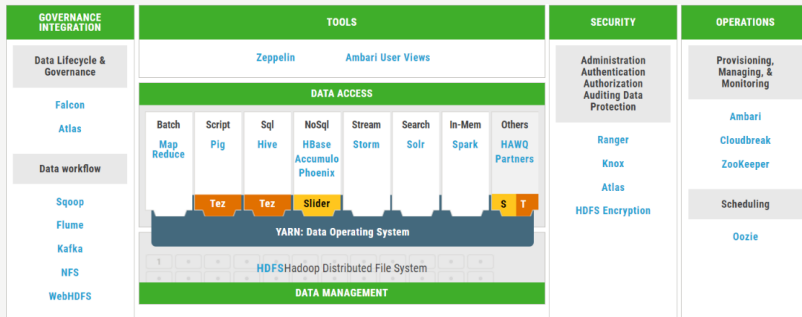 GOVERNANCE
INTEGRATION
Data Lifecycle &
Governance
Falcon
Atlas
Data workflow
Sqoop
Flume
Kafka
NFS
WebHDFS
TOOLS
Zeppelin
Ambari User Views
DATA ACCESS
Batch
Map
Reduce
Script
Pig
Tez
Sql
Hive
Tez
NoSql
HBase
Accumulo
Phoenix
Slider
Stream
Storm
Search
Solr
In-Mem
Spark
Others
HAWQ
Partners
S T
YARN: Data Operating System
1
HDFSHadoop Distributed File System
DATA MANAGEMENT
SECURITY
Administration
Authentication
Authorization
Auditing Data
Protection
Ranger
Knox
Atlas
HDFS Encryption
OPERATIONS
Provisioning,
Managing, &
Monitoring
Ambari
Cloudbreak
ZooKeeper
Scheduling
Oozie